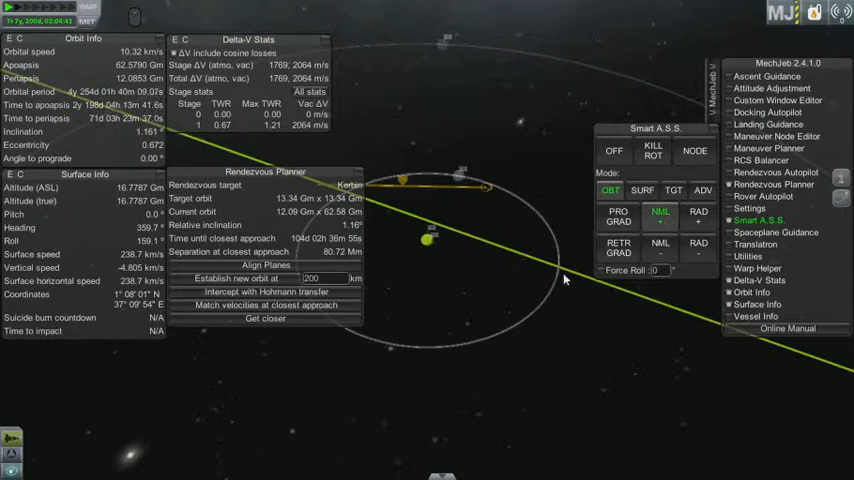 WARP
T+ 7y, 200d, 02:04:41
MET
E C Orbit Info
Orbital speed 10.32 km/s
Apoapsis 62.5790 Gm
Periapsis 12.0853 Gm
Orbital period 4y 254d 01h 40m 09.07s
Time to apoapsis 2y 198d 04h 13m 41.6s
Time to periapsis 71d 03h 23m 37.0s
Inclination 1.161 °
Eccentricity 0.672
Angle to prograde 0.00 °
E C Surface Info
Altitude (ASL) 16.7787 Gm
Altitude (true) 16.7787 Gm
Pitch 0.0 °
Heading 359.7 °
Roll 159.1 °
Surface speed 238.7 km/s
Vertical speed -4.805 km/s
Surface horizontal speed 238.7 km/s
Coordinates 1° 08' 01" N
37° 09' 54" E
Suicide burn countdown N/A
Time to impact N/A
E C Delta-V Stats
ΔV include cosine losses
Stage ΔV (atmo, vac) 1769, 2064 m/s
Total ΔV (atmo, vac) 1769, 2064 m/s
Stage stats All stats
Stage TWR Max TWR Vac ΔV
0 0.00 0.00 0 m/s
1 0.67 1.21 2064 m/s
Rendezvous Planner
Rendezvous target Kerbin
Target orbit 13.34 Gm x 13.34 Gm
Current orbit 12.09 Gm x 62.58 Gm
Relative inclination 1.16°
Time until closest approach 104d 02h 36m 55s
Separation at closest approach 80.72 Mm
Align Planes
Establish new orbit at 200 km
Intercept with Hohmann transfer
Match velocities at closest approach
Get closer
Smart A.S.S.
OFF KILL ROT NODE
Mode:
OBT SURF TGT ADV
PRO GRAD NML + RAD +
RETR GRAD NML - RAD -
Force Roll : 0 °
MJ
0
MechJeb V
MechJeb 2.4.1.0
Ascent Guidance
Attitude Adjustment
Custom Window Editor
Docking Autopilot
Landing Guidance
Maneuver Node Editor
Maneuver Planner
RCS Balancer
Rendezvous Autopilot
Rendezvous Planner
Rover Autopilot
Settings
Smart A.S.S.
Spaceplane Guidance
Translatron
Utilities
Warp Helper
Delta-V Stats
Orbit Info
Surface Info
Vessel Info
Online Manual
1